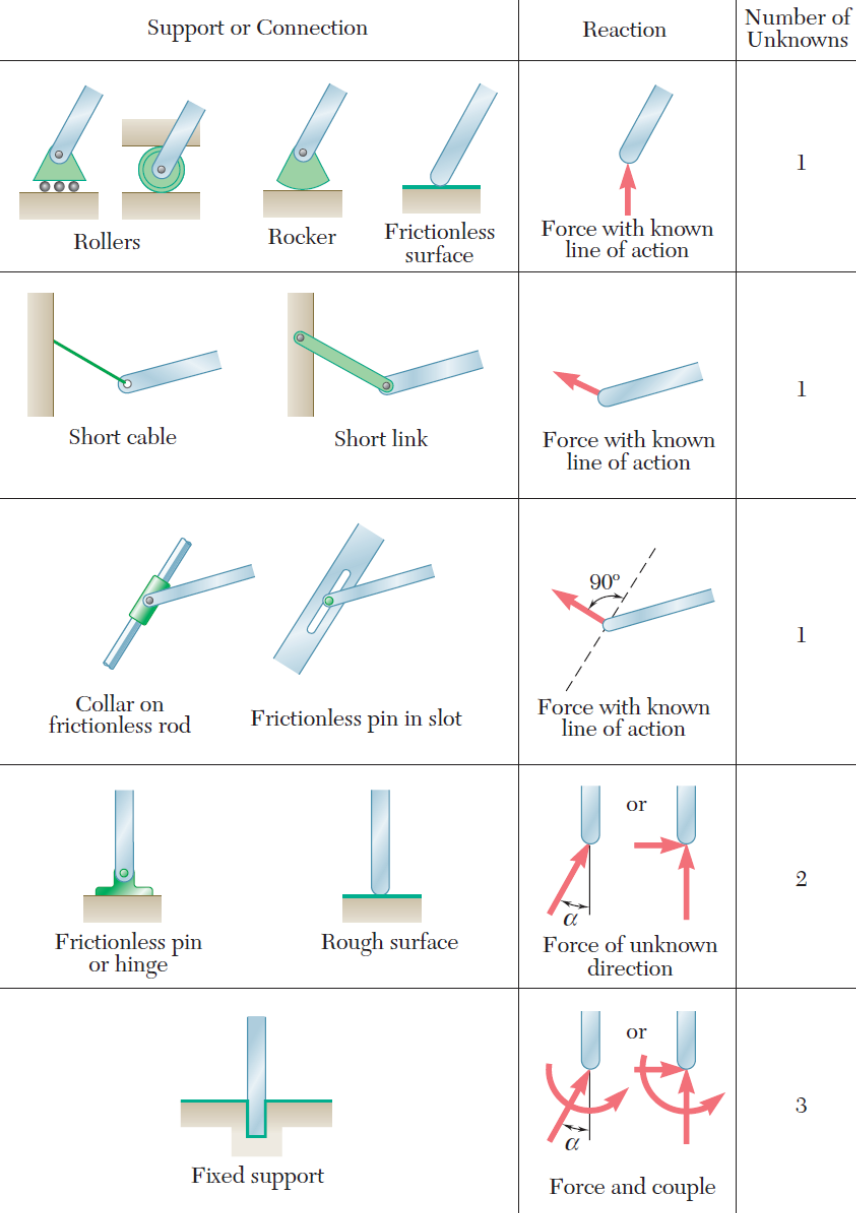 Support or Connection
Reaction
Number of
Unknowns
Rollers
Rocker
Frictionless
surface
Force with known
line of action
1
Short cable
Short link
Force with known
line of action
1
90º
Collar on
frictionless rod
Frictionless pin in slot
Force with known
line of action
1
or
α
Frictionless pin
or hinge
Rough surface
Force of unknown
direction
2
or
α
Fixed support
Force and couple
3